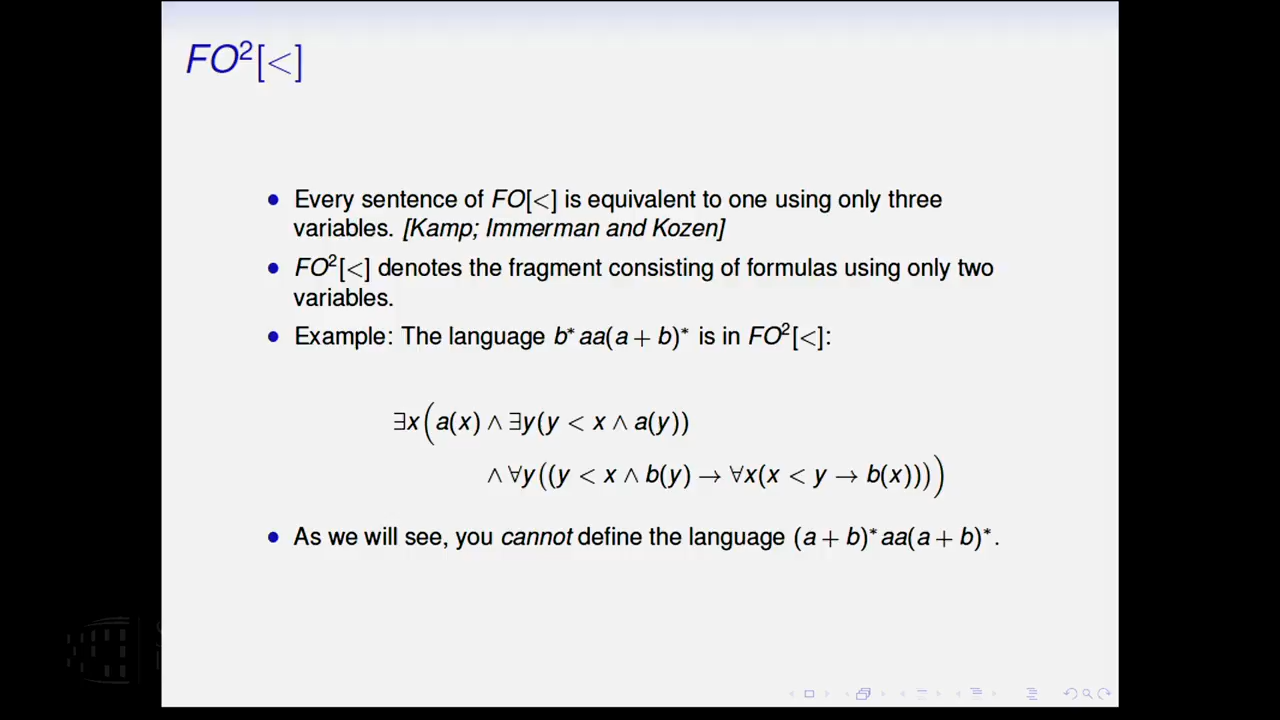 FO²[<]
• Every sentence of FO[<] is equivalent to one using only three
variables. [Kamp; Immerman and Kozen]
• FO²[<] denotes the fragment consisting of formulas using only two
variables.
• Example: The language b*aa(a + b)* is in FO²[<]:
∃x(a(x) ∧ ∃y(y < x ∧ a(y))
∧ ∀y((y < x ∧ b(y) → ∀x(x < y → b(x))))
• As we will see, you cannot define the language (a + b)*aa(a + b)*.